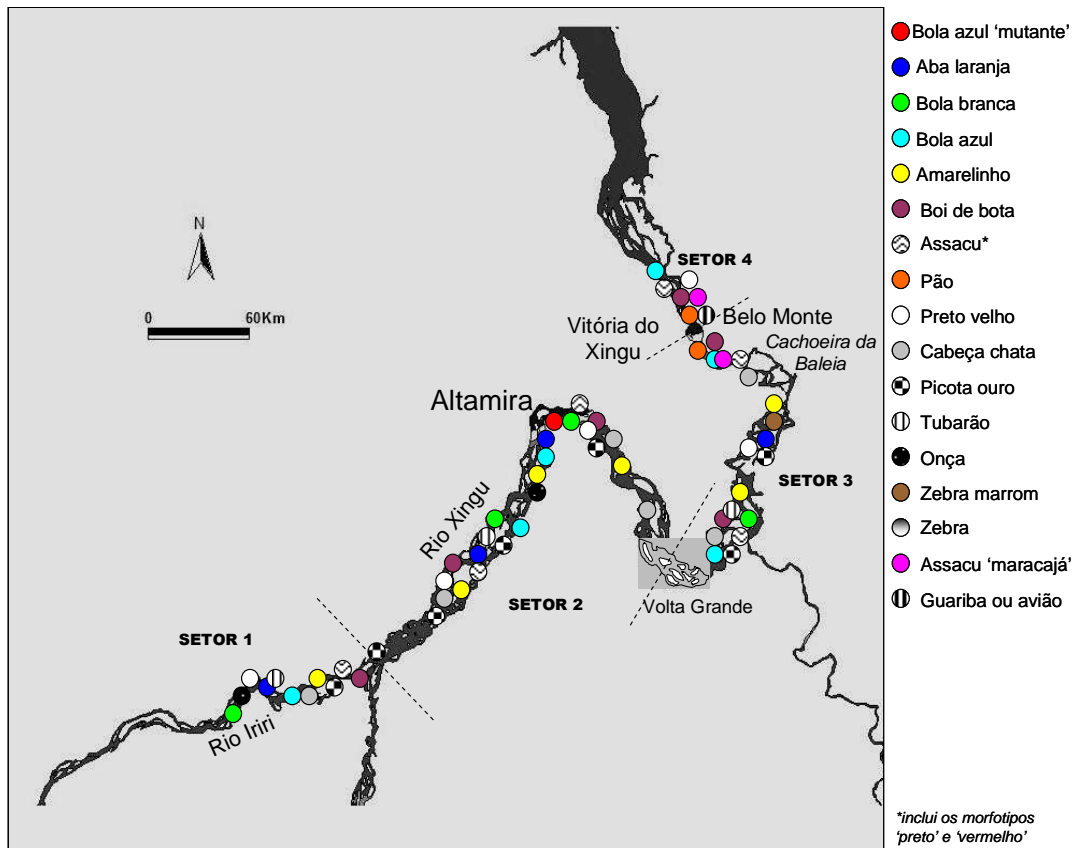 Bola azul ‘mutante’
Aba laranja
Bola branca
Bola azul
Amarelinho
Boi de bota
Assacu*
Pão
Preto velho
Cabeça chata
Picota ouro
Tubarão
Onça
Zebra marrom
Zebra
Assacu ‘maracajá’
Guariba ou avião
*inclui os morfotipos
‘preto’ e ‘vermelho’
N
0 60Km
SETOR 4
Belo Monte
Vitória do
Xingu
Cachoeira da
Baleia
Altamira
SETOR 3
Rio Xingu
SETOR 2
Volta Grande
SETOR 1
Rio Iriri